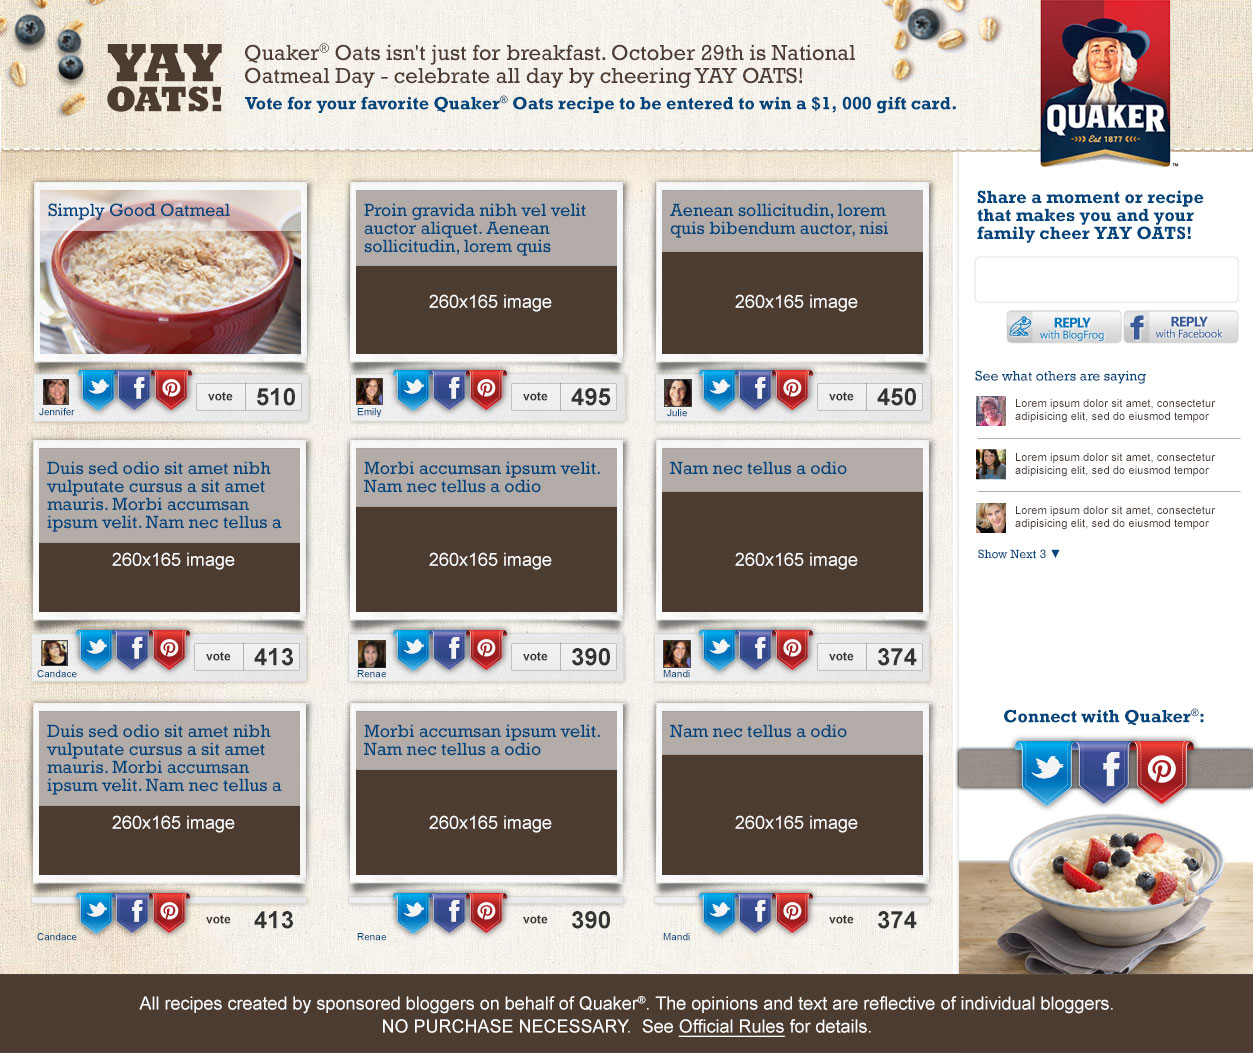 YAY
OATS!
Quaker® Oats isn't just for breakfast. October 29th is National
Oatmeal Day - celebrate all day by cheering YAY OATS!
Vote for your favorite Quaker® Oats recipe to be entered to win a $1, 000 gift card.
QUAKER
Est 1877
™
Simply Good Oatmeal
Jennifer
vote
510
Proin gravida nibh vel velit
auctor aliquet. Aenean
sollicitudin, lorem quis
260x165 image
Emily
vote
495
Aenean sollicitudin, lorem
quis bibendum auctor, nisi
260x165 image
Julie
vote
450
Duis sed odio sit amet nibh
vulputate cursus a sit amet
mauris. Morbi accumsan
ipsum velit. Nam nec tellus a
260x165 image
Candace
vote
413
Morbi accumsan ipsum velit.
Nam nec tellus a odio
260x165 image
Renae
vote
390
Nam nec tellus a odio
260x165 image
Mandi
vote
374
Duis sed odio sit amet nibh
vulputate cursus a sit amet
mauris. Morbi accumsan
ipsum velit. Nam nec tellus a
260x165 image
Candace
vote
413
Morbi accumsan ipsum velit.
Nam nec tellus a odio
260x165 image
Renae
vote
390
Nam nec tellus a odio
260x165 image
Mandi
vote
374
Share a moment or recipe
that makes you and your
family cheer YAY OATS!
REPLY
with BlogFrog
REPLY
with Facebook
See what others are saying
Lorem ipsum dolor sit amet, consectetur
adipisicing elit, sed do eiusmod tempor
Lorem ipsum dolor sit amet, consectetur
adipisicing elit, sed do eiusmod tempor
Lorem ipsum dolor sit amet, consectetur
adipisicing elit, sed do eiusmod tempor
Show Next 3 ▼
Connect with Quaker®:
All recipes created by sponsored bloggers on behalf of Quaker®. The opinions and text are reflective of individual bloggers.
NO PURCHASE NECESSARY. See Official Rules for details.